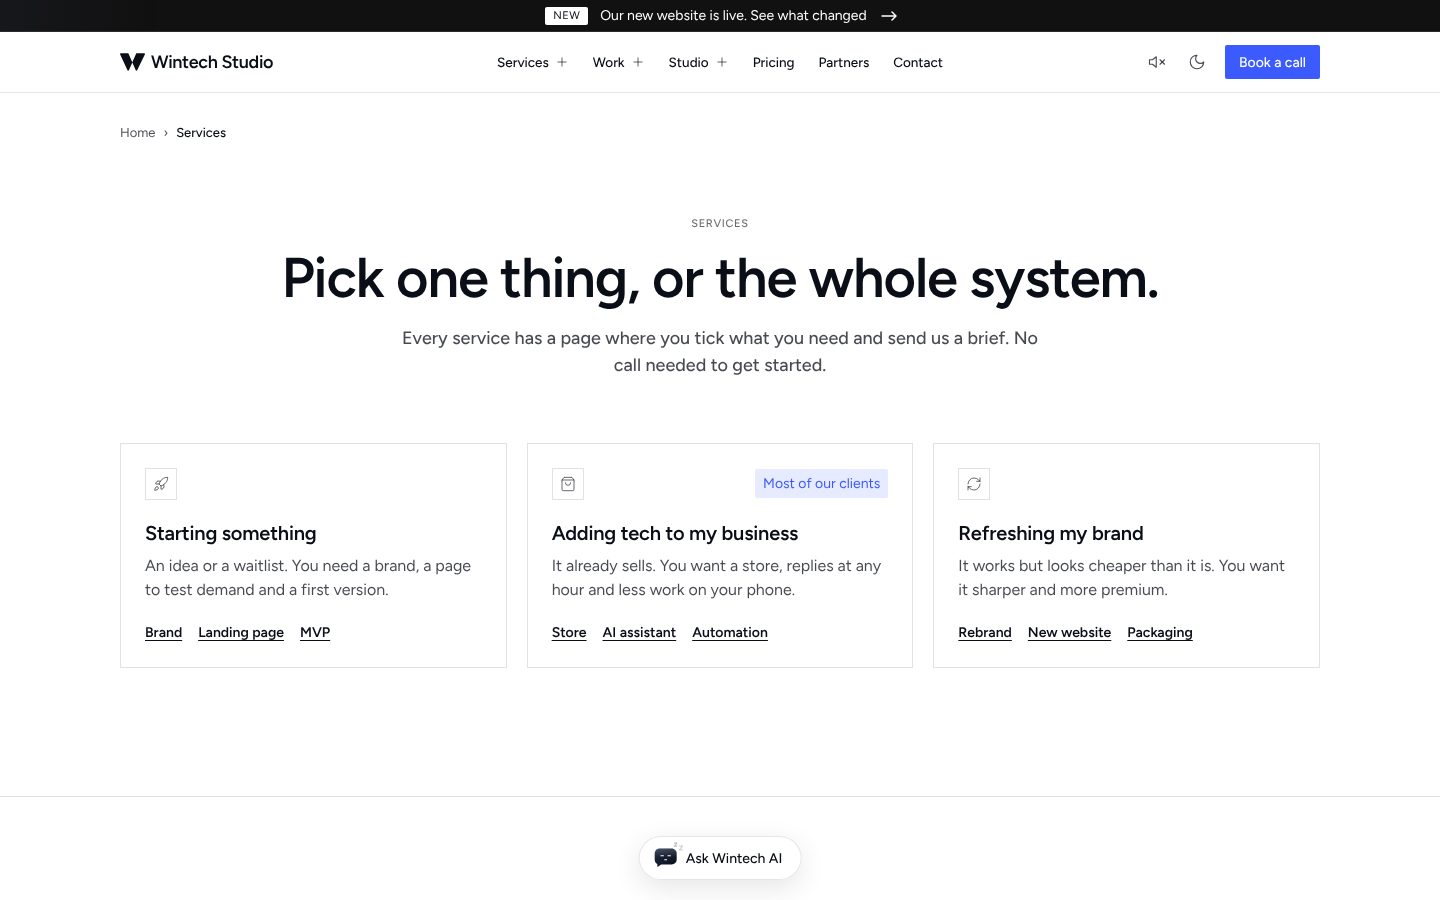 NEW Our new website is live. See what changed
Wintech Studio
Services
Work
Studio
Pricing
Partners
Contact
Book a call
Home › Services
SERVICES
Pick one thing, or the whole system.
Every service has a page where you tick what you need and send us a brief. No
call needed to get started.
Starting something
An idea or a waitlist. You need a brand, a page
to test demand and a first version.
Brand Landing page MVP
Most of our clients
Adding tech to my business
It already sells. You want a store, replies at any
hour and less work on your phone.
Store AI assistant Automation
Refreshing my brand
It works but looks cheaper than it is. You want
it sharper and more premium.
Rebrand New website Packaging
Ask Wintech AI